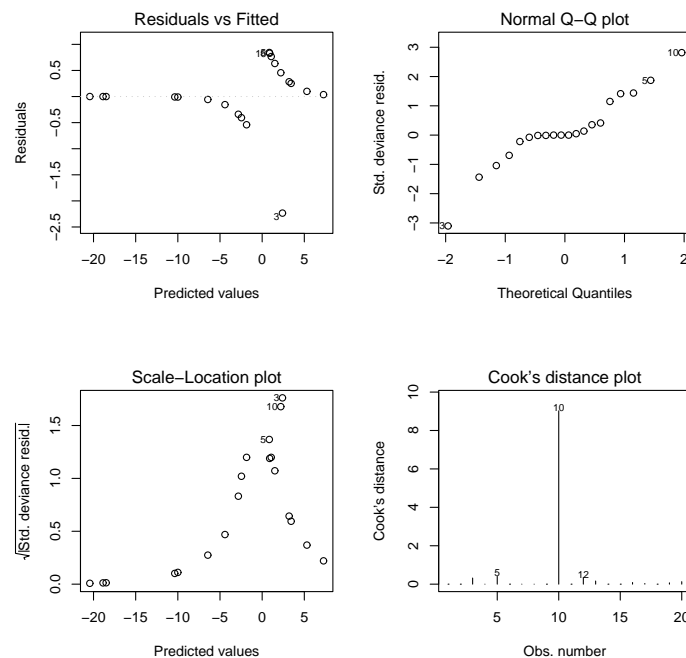 Residuals vs Fitted
Residuals
0.5
−0.5
−1.5
−2.5
3
−20 −15 −10 −5 0 5
Predicted values
Normal Q−Q plot
Std. deviance resid.
3
2
1
0
−1
−2
−3
10
5
3
−2 −1 0 1 2
Theoretical Quantiles
Scale−Location plot
√|Std. deviance resid.|
1.5
1.0
0.5
0.0
3
10
5
−20 −15 −10 −5 0 5
Predicted values
Cook's distance plot
Cook's distance
10
8
6
4
2
0
10
5
12
5 10 15 20
Obs. number